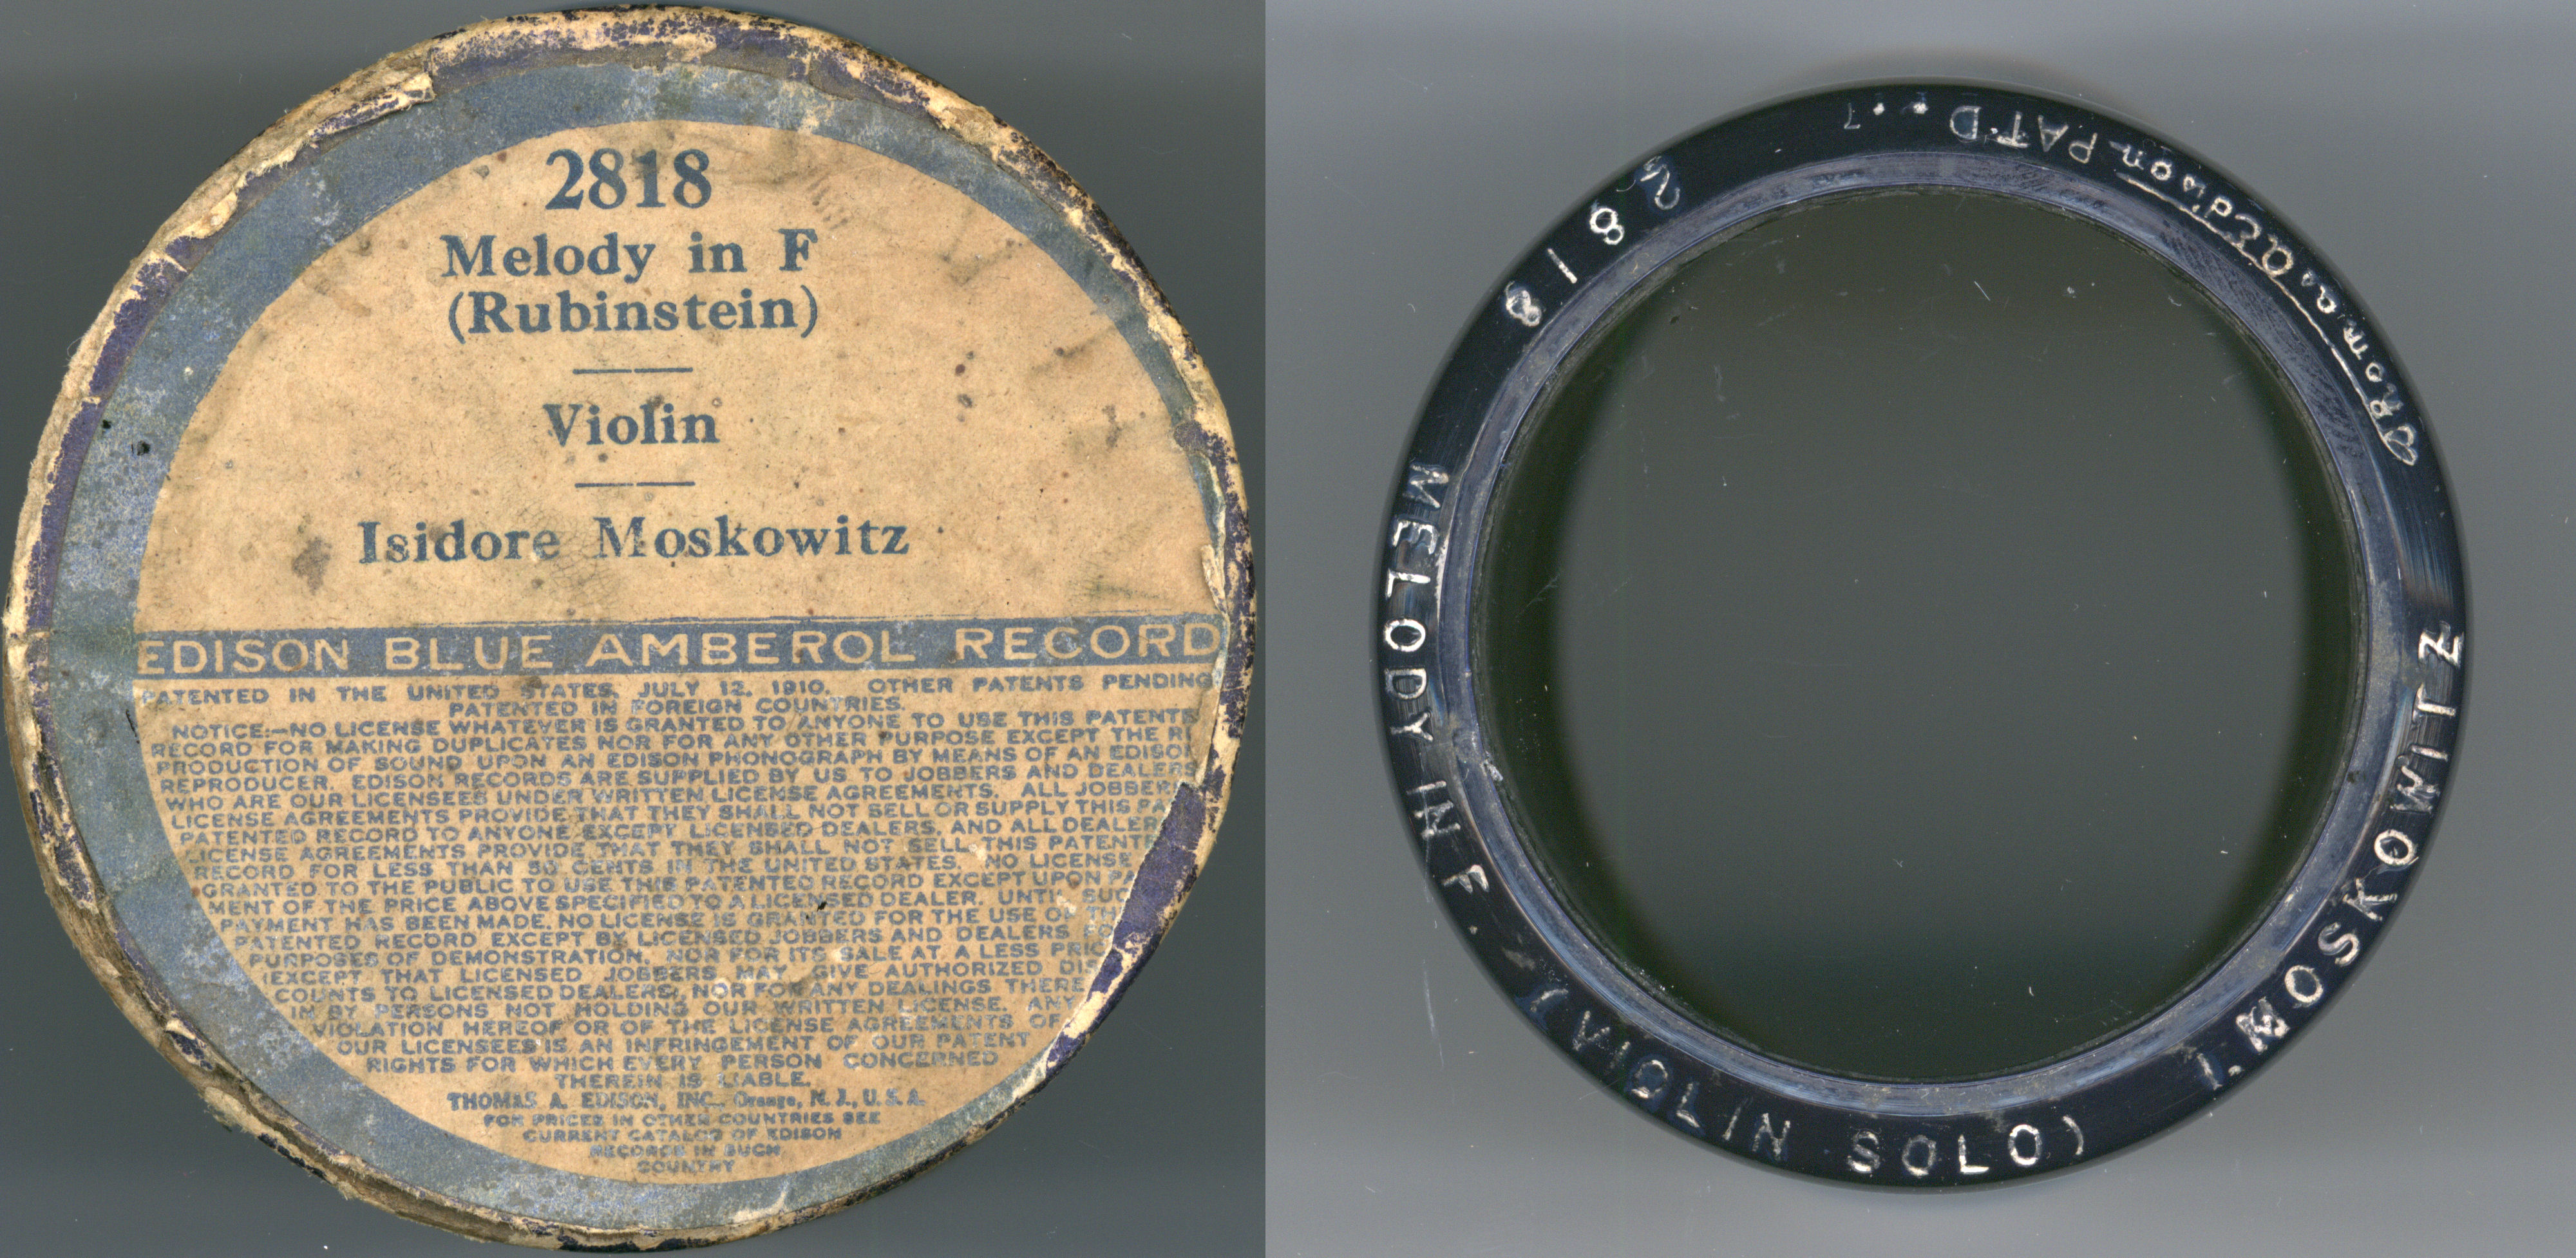 2818
Melody in F
(Rubinstein)
Violin
Isidore Moskowitz
EDISON BLUE AMBEROL RECORD
PATENTED IN THE UNITED STATES, JULY 12, 1910. OTHER PATENTS PENDING
PATENTED IN FOREIGN COUNTRIES.
NOTICE:—NO LICENSE WHATEVER IS GRANTED TO ANYONE TO USE THIS PATENTE
RECORD FOR MAKING DUPLICATES NOR FOR ANY OTHER PURPOSE EXCEPT THE RE
PRODUCTION OF SOUND UPON AN EDISON PHONOGRAPH BY MEANS OF AN EDISON
REPRODUCER. EDISON RECORDS ARE SUPPLIED BY US TO JOBBERS AND DEALERS
WHO ARE OUR LICENSEES UNDER WRITTEN LICENSE AGREEMENTS. ALL JOBBER
LICENSE AGREEMENTS PROVIDE THAT THEY SHALL NOT SELL OR SUPPLY THIS PA
PATENTED RECORD TO ANYONE EXCEPT LICENSED DEALERS, AND ALL DEALER
LICENSE AGREEMENTS PROVIDE THAT THEY SHALL NOT SELL THIS PATENTE
RECORD FOR LESS THAN 50 CENTS IN THE UNITED STATES. NO LICENSE
GRANTED TO THE PUBLIC TO USE THIS PATENTED RECORD EXCEPT UPON PA
MENT OF THE PRICE ABOVE SPECIFIED TO A LICENSED DEALER. UNTIL SUC
PAYMENT HAS BEEN MADE, NO LICENSE IS GRANTED FOR THE USE OF TH
PATENTED RECORD EXCEPT BY LICENSED JOBBERS AND DEALERS FO
PURPOSES OF DEMONSTRATION, NOR FOR ITS SALE AT A LESS PRIC
(EXCEPT THAT LICENSED JOBBERS MAY GIVE AUTHORIZED DIS
COUNTS TO LICENSED DEALERS), NOR FOR ANY DEALINGS THERE
IN BY PERSONS NOT HOLDING OUR WRITTEN LICENSE. ANY
VIOLATION HEREOF OR OF THE LICENSE AGREEMENTS OF
OUR LICENSEES IS AN INFRINGEMENT OF OUR PATENT
RIGHTS FOR WHICH EVERY PERSON CONCERNED
THEREIN IS LIABLE.
THOMAS A. EDISON, INC., Orange, N. J., U. S. A.
FOR PRICES IN OTHER COUNTRIES SEE
CURRENT CATALOG OF EDISON
RECORDS IN SUCH
COUNTRY
2818
MELODY IN F.
(VIOLIN SOLO)
I. MOSKOWITZ
Thomas A Edison PAT'D